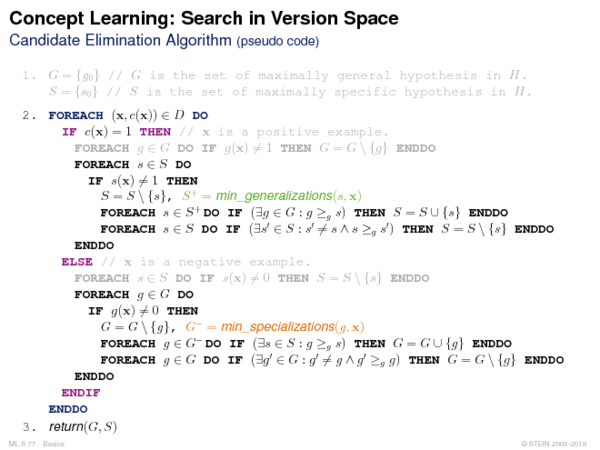 Concept Learning: Search in Version Space
Candidate Elimination Algorithm (pseudo code)
1. G = {g₀} // G is the set of maximally general hypothesis in H.
S = {s₀} // S is the set of maximally specific hypothesis in H.
2. FOREACH (x, c(x)) ∈ D DO
IF c(x) = 1 THEN // x is a positive example.
FOREACH g ∈ G DO IF g(x) ≠ 1 THEN G = G \ {g} ENDDO
FOREACH s ∈ S DO
IF s(x) ≠ 1 THEN
S = S \ {s}, S⁺ = min_generalizations(s, x)
FOREACH s ∈ S⁺ DO IF (∃g ∈ G : g ≥g s) THEN S = S ∪ {s} ENDDO
FOREACH s ∈ S DO IF (∃s′ ∈ S : s′ ≠ s ∧ s ≥g s′) THEN S = S \ {s} ENDDO
ENDDO
ELSE // x is a negative example.
FOREACH s ∈ S DO IF s(x) ≠ 0 THEN S = S \ {s} ENDDO
FOREACH g ∈ G DO
IF g(x) ≠ 0 THEN
G = G \ {g}, G⁻ = min_specializations(g, x)
FOREACH g ∈ G⁻ DO IF (∃s ∈ S : g ≥g s) THEN G = G ∪ {g} ENDDO
FOREACH g ∈ G DO IF (∃g′ ∈ G : g′ ≠ g ∧ g′ ≥g g) THEN G = G \ {g} ENDDO
ENDDO
ENDIF
ENDDO
3. return(G, S)
ML:II-77 Basics © STEIN 2005-2018